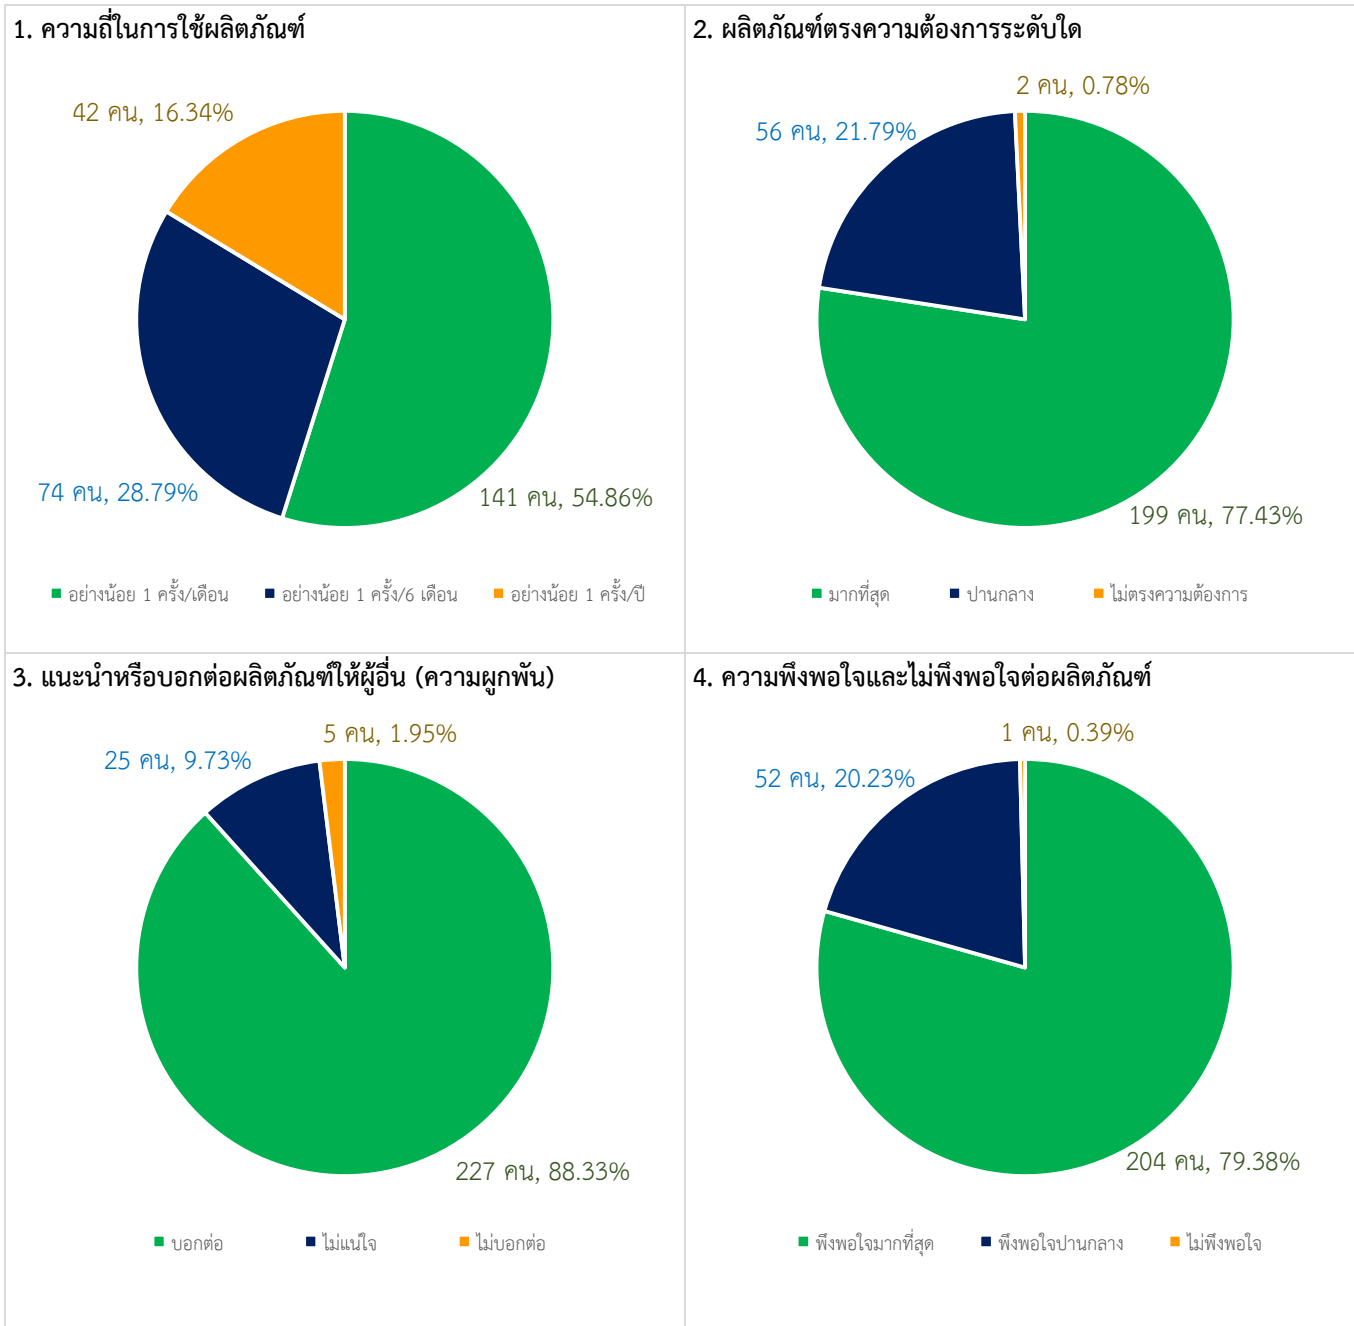 1. ความถี่ในการใช้ผลิตภัณฑ์
42 คน, 16.34%
74 คน, 28.79%
141 คน, 54.86%
อย่างน้อย 1 ครั้ง/เดือน อย่างน้อย 1 ครั้ง/6 เดือน อย่างน้อย 1 ครั้ง/ปี
2. ผลิตภัณฑ์ตรงความต้องการระดับใด
2 คน, 0.78%
56 คน, 21.79%
199 คน, 77.43%
มากที่สุด ปานกลาง ไม่ตรงความต้องการ
3. แนะนำหรือบอกต่อผลิตภัณฑ์ให้ผู้อื่น (ความผูกพัน)
5 คน, 1.95%
25 คน, 9.73%
227 คน, 88.33%
บอกต่อ ไม่แน่ใจ ไม่บอกต่อ
4. ความพึงพอใจและไม่พึงพอใจต่อผลิตภัณฑ์
1 คน, 0.39%
52 คน, 20.23%
204 คน, 79.38%
พึงพอใจมากที่สุด พึงพอใจปานกลาง ไม่พึงพอใจ